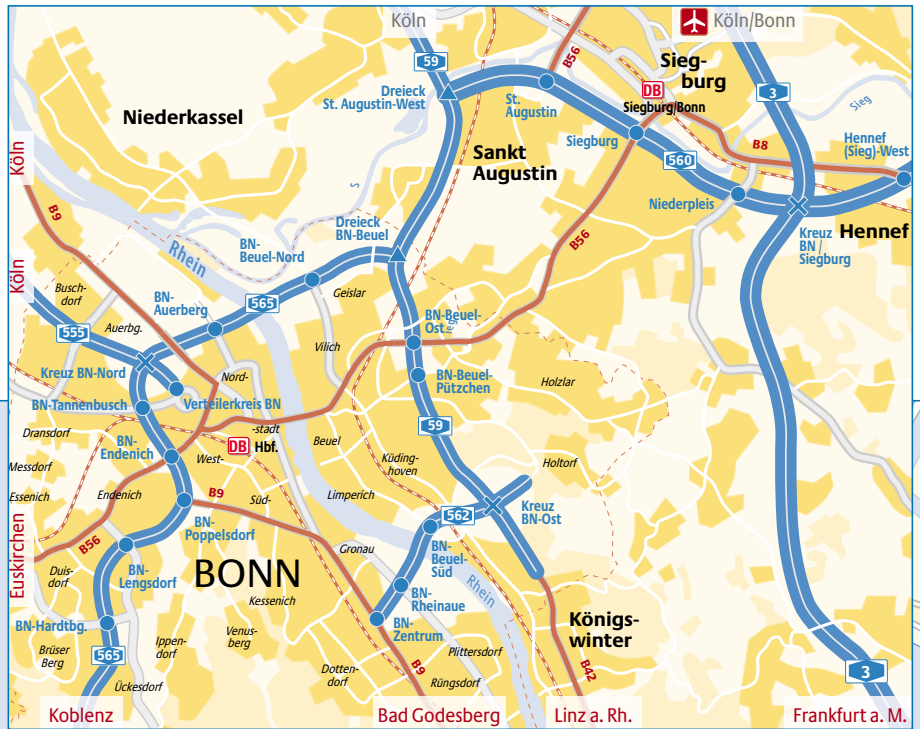 Köln
Köln/Bonn
59
B56
Sieg-
burg
Dreieck
St. Augustin-West
DB
Siegburg/Bonn
3
St.
Augustin
Sieg
Niederkassel
Siegburg
B8
Hennef
(Sieg)-West
Köln
Sankt
Augustin
560
S
Niederpleis
B9
Dreieck
BN-Beuel
Kreuz
BN /
Siegburg
Hennef
Rhein
BN-
Beuel-Nord
B56
Köln
Busch-
dorf
BN-
Auerberg
565
Geislar
555
Auerbg.
BN-Beuel-
Ost
Vilich
Kreuz BN-Nord
Nord-
BN-Beuel-
Pützchen
Holzlar
BN-Tannenbusch
Verteilerkreis BN
-stadt
59
Dransdorf
BN-
Endenich
DB
Hbf.
Beuel
Messdorf
West-
Küding-
hoven
Holtorf
Essenich
Endenich
B9
Süd-
Limperich
Kreuz
BN-Ost
562
Euskirchen
B56
BN-
Poppelsdorf
Gronau
BN-
Beuel-
Süd
Duis-
dorf
BN-
Lengsdorf
BONN
Rhein
Kessenich
BN-
Rheinaue
BN-Hardtbg.
BN-
Zentrum
Königs-
winter
Brüser
Berg
Ippen-
dorf
Venus-
berg
Plittersdorf
565
Dotten-
dorf
B9
Rüngsdorf
B42
3
Ückesdorf
Koblenz
Bad Godesberg
Linz a. Rh.
Frankfurt a. M.